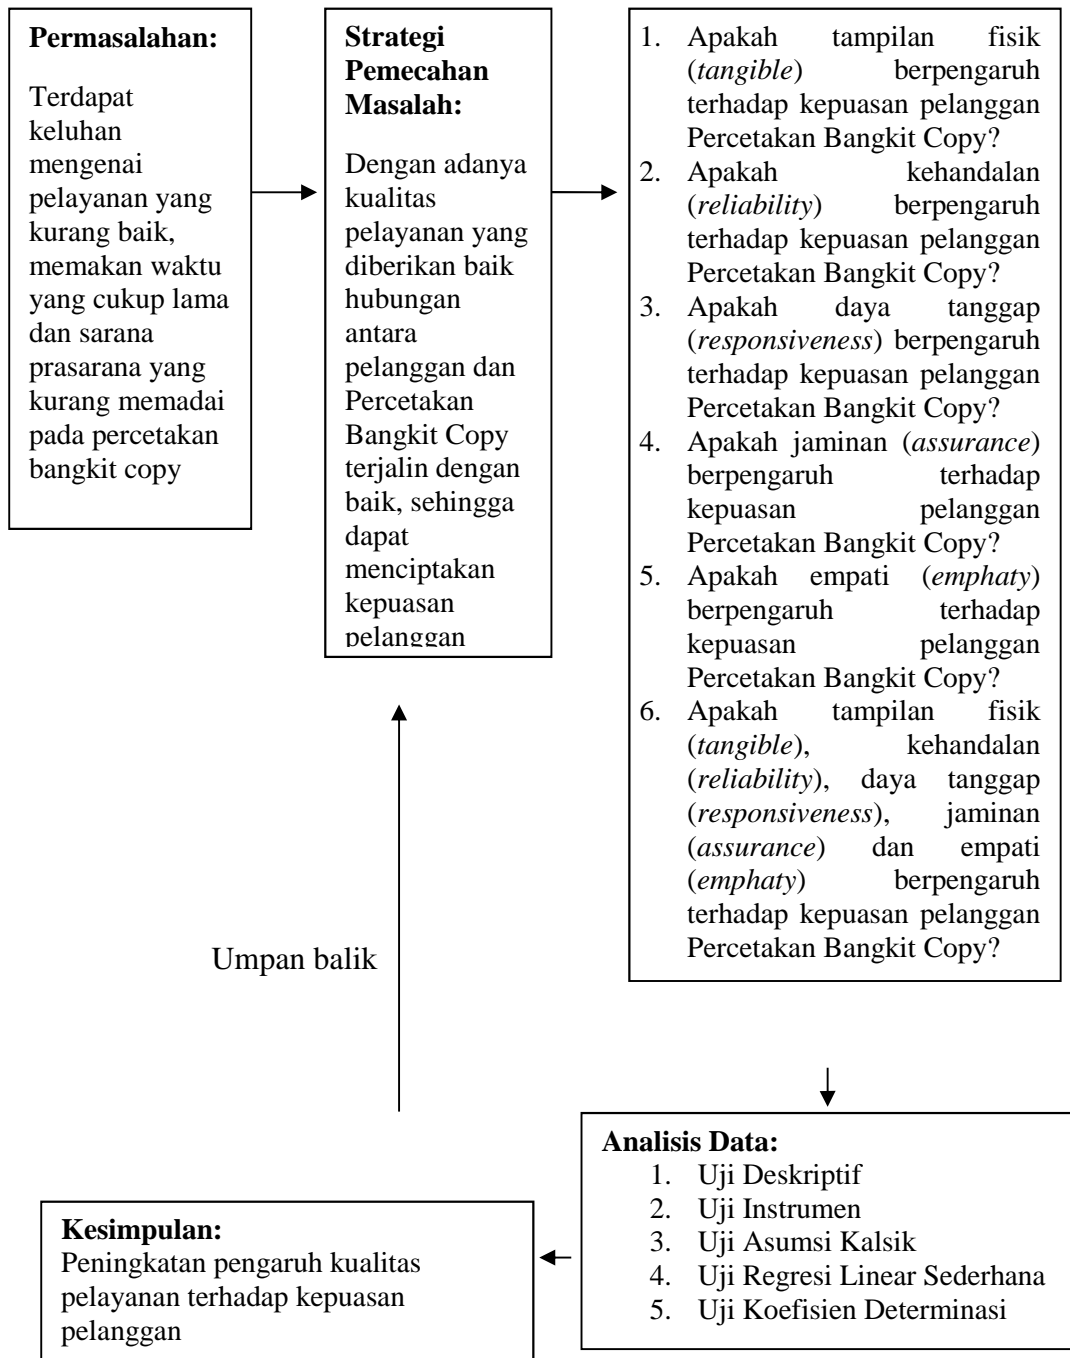 Permasalahan:
Terdapat
keluhan
mengenai
pelayanan yang
kurang baik,
memakan waktu
yang cukup lama
dan sarana
prasarana yang
kurang memadai
pada percetakan
bangkit copy
Strategi
Pemecahan
Masalah:
Dengan adanya
kualitas
pelayanan yang
diberikan baik
hubungan
antara
pelanggan dan
Percetakan
Bangkit Copy
terjalin dengan
baik, sehingga
dapat
menciptakan
kepuasan
pelanggan
1. Apakah tampilan fisik
(tangible) berpengaruh
terhadap kepuasan pelanggan
Percetakan Bangkit Copy?
2. Apakah kehandalan
(reliability) berpengaruh
terhadap kepuasan pelanggan
Percetakan Bangkit Copy?
3. Apakah daya tanggap
(responsiveness) berpengaruh
terhadap kepuasan pelanggan
Percetakan Bangkit Copy?
4. Apakah jaminan (assurance)
berpengaruh terhadap
kepuasan pelanggan
Percetakan Bangkit Copy?
5. Apakah empati (emphaty)
berpengaruh terhadap
kepuasan pelanggan
Percetakan Bangkit Copy?
6. Apakah tampilan fisik
(tangible), kehandalan
(reliability), daya tanggap
(responsiveness), jaminan
(assurance) dan empati
(emphaty) berpengaruh
terhadap kepuasan pelanggan
Percetakan Bangkit Copy?
Umpan balik
Analisis Data:
1. Uji Deskriptif
2. Uji Instrumen
3. Uji Asumsi Kalsik
4. Uji Regresi Linear Sederhana
5. Uji Koefisien Determinasi
Kesimpulan:
Peningkatan pengaruh kualitas
pelayanan terhadap kepuasan
pelanggan